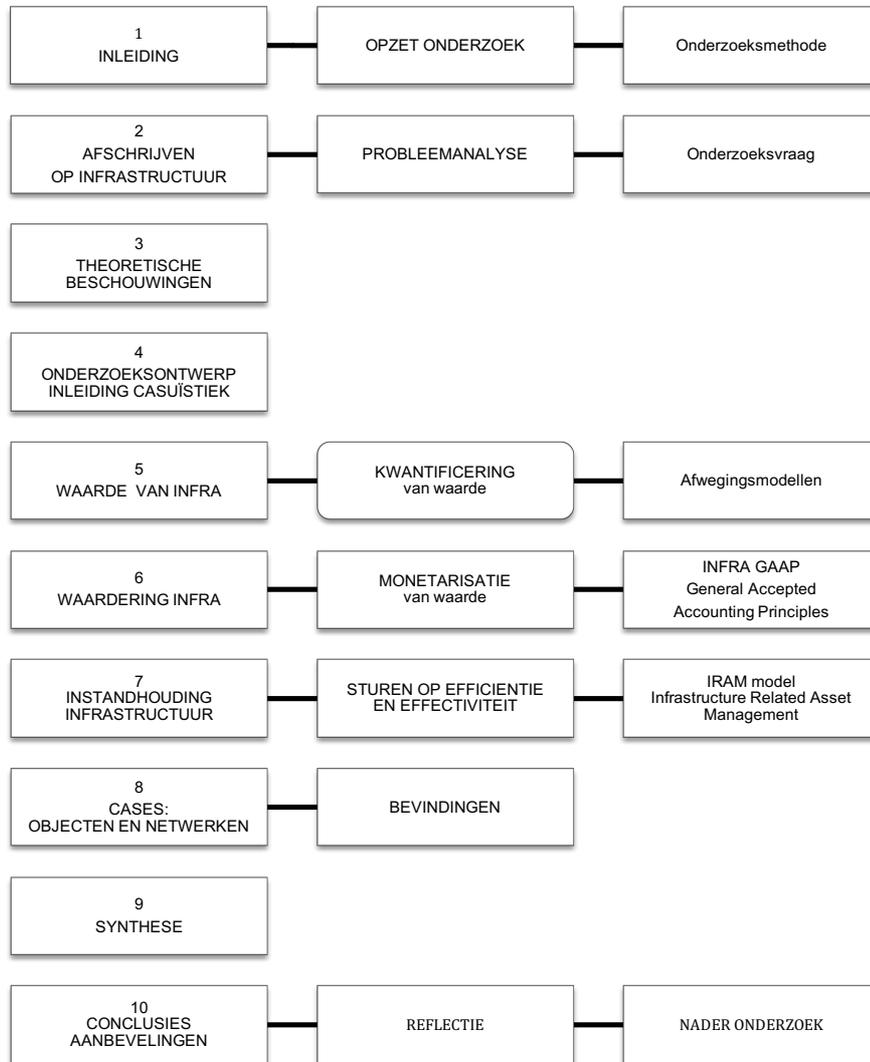 1
INLEIDING
OPZET ONDERZOEK
Onderzoeksmethode
2
AFSCHRIJVEN
OP INFRASTRUCTUUR
PROBLEEMANALYSE
Onderzoeksvraag
3
THEORETISCHE
BESCHOUWINGEN
4
ONDERZOEKSONTWERP
INLEIDING CASUÏSTIEK
5
WAARDE VAN INFRA
KWANTIFICERING
van waarde
Afwegingsmodellen
6
WAARDERING INFRA
MONETARISATIE
van waarde
INFRA GAAP
General Accepted
Accounting Principles
7
INSTANDHOUDING
INFRASTRUCTUUR
STUREN OP EFFICIENTIE
EN EFFECTIVITEIT
IRAM model
Infrastructure Related Asset
Management
8
CASES:
OBJECTEN EN NETWERKEN
BEVINDINGEN
9
SYNTHESE
10
CONCLUSIES
AANBEVELINGEN
REFLECTIE
NADER ONDERZOEK